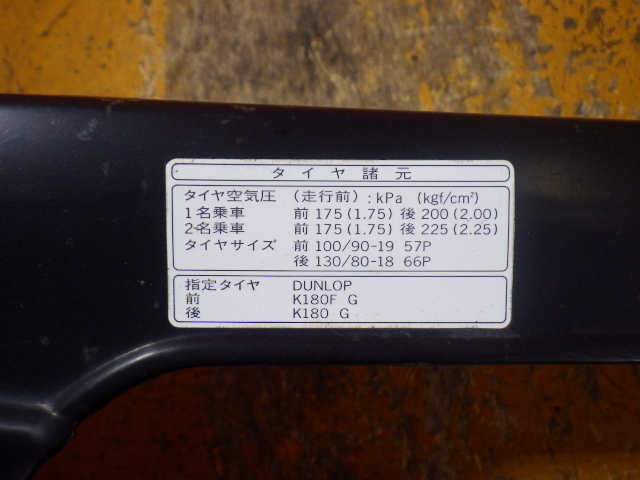 タイヤ諸元
タイヤ空気圧 (走行前):kPa (kgf/cm²)
1名乗車 前 175 (1.75) 後 200 (2.00)
2名乗車 前 175 (1.75) 後 225 (2.25)
タイヤサイズ 前 100/90-19 57P
後 130/80-18 66P
指定タイヤ DUNLOP
前 K180F G
後 K180 G